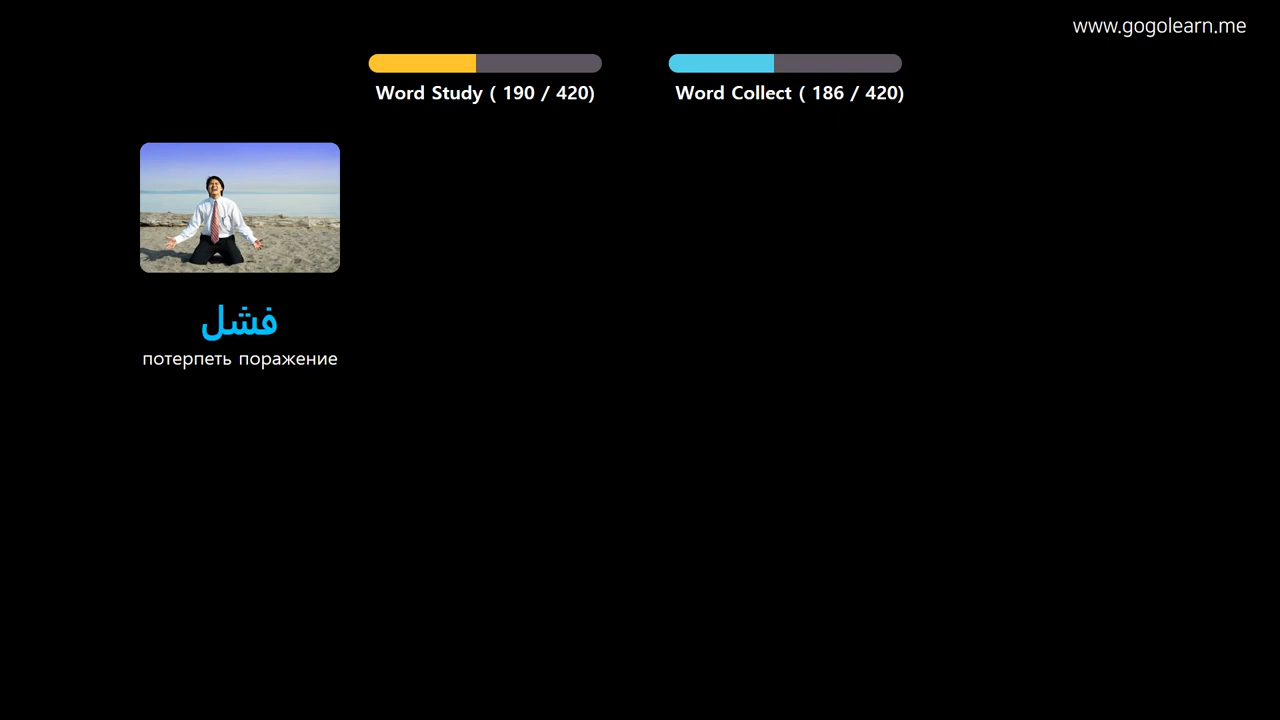 www.gogolearn.me
Word Study ( 190 / 420)
Word Collect ( 186 / 420)
فشل
потерпеть поражение